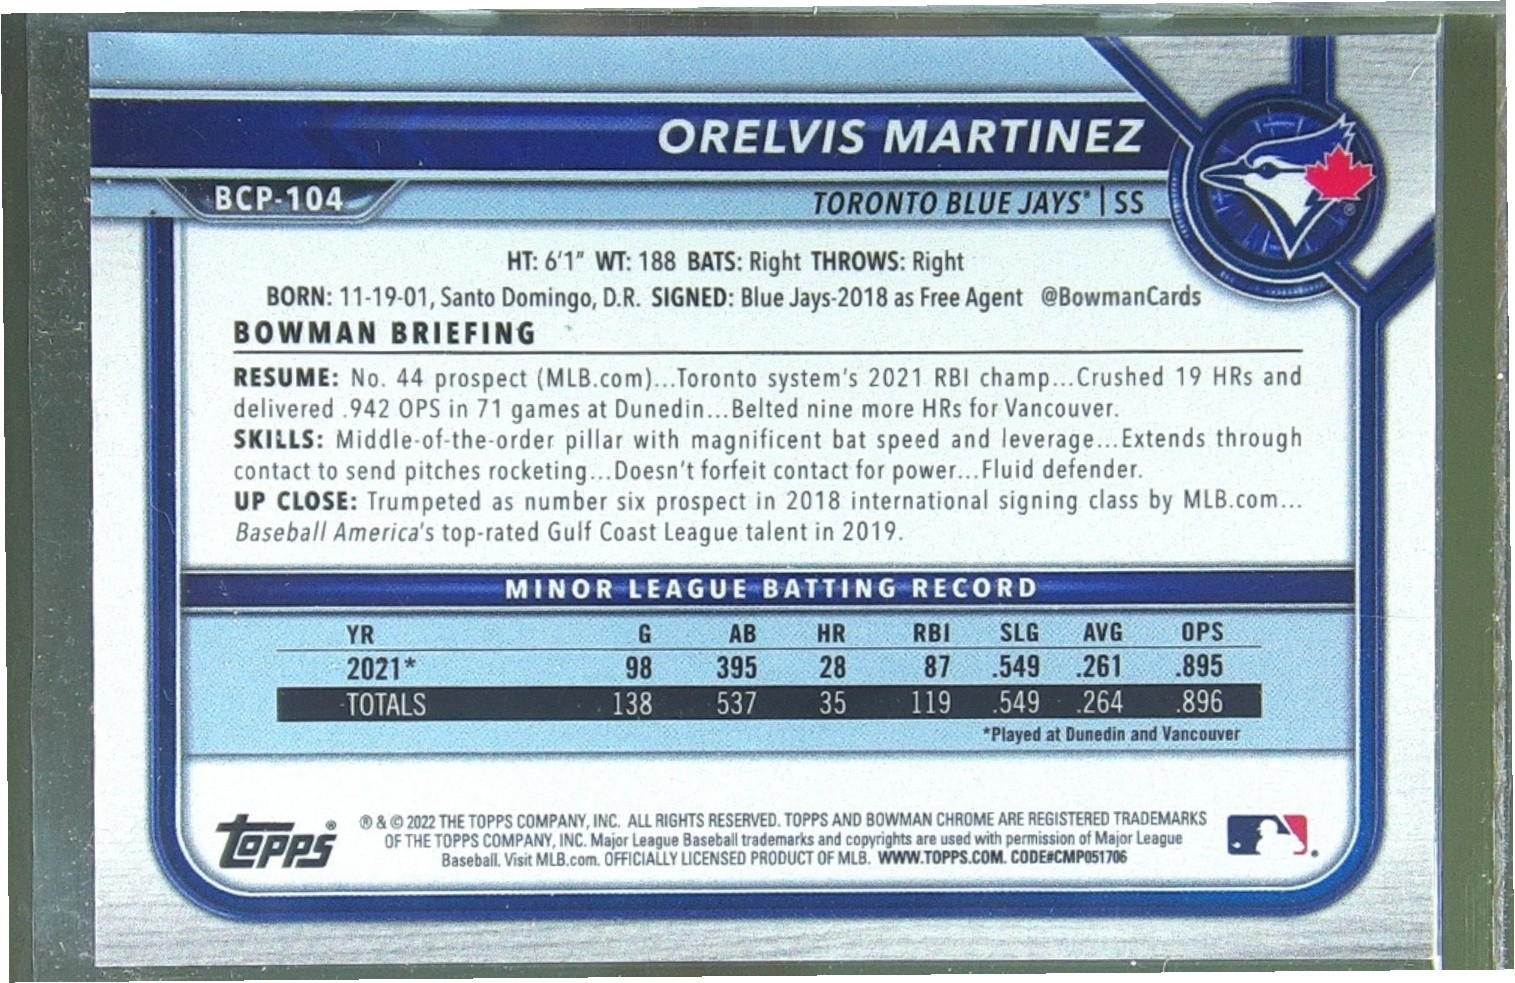 ORELVIS MARTINEZ
BCP-104
TORONTO BLUE JAYS® | SS
®
HT: 6'1" WT: 188 BATS: Right THROWS: Right
BORN: 11-19-01, Santo Domingo, D.R. SIGNED: Blue Jays-2018 as Free Agent @BowmanCards
BOWMAN BRIEFING
RESUME: No. 44 prospect (MLB.com)...Toronto system's 2021 RBI champ...Crushed 19 HRs and
delivered .942 OPS in 71 games at Dunedin...Belted nine more HRs for Vancouver.
SKILLS: Middle-of-the-order pillar with magnificent bat speed and leverage...Extends through
contact to send pitches rocketing...Doesn't forfeit contact for power...Fluid defender.
UP CLOSE: Trumpeted as number six prospect in 2018 international signing class by MLB.com...
Baseball America's top-rated Gulf Coast League talent in 2019.
MINOR LEAGUE BATTING RECORD
YR G AB HR RBI SLG AVG OPS
2021* 98 395 28 87 .549 .261 .895
TOTALS 138 537 35 119 .549 .264 .896
*Played at Dunedin and Vancouver
Topps®
® & © 2022 THE TOPPS COMPANY, INC. ALL RIGHTS RESERVED. TOPPS AND BOWMAN CHROME ARE REGISTERED TRADEMARKS
OF THE TOPPS COMPANY, INC. Major League Baseball trademarks and copyrights are used with permission of Major League
Baseball. Visit MLB.com. OFFICIALLY LICENSED PRODUCT OF MLB. WWW.TOPPS.COM. CODE#CMP051706